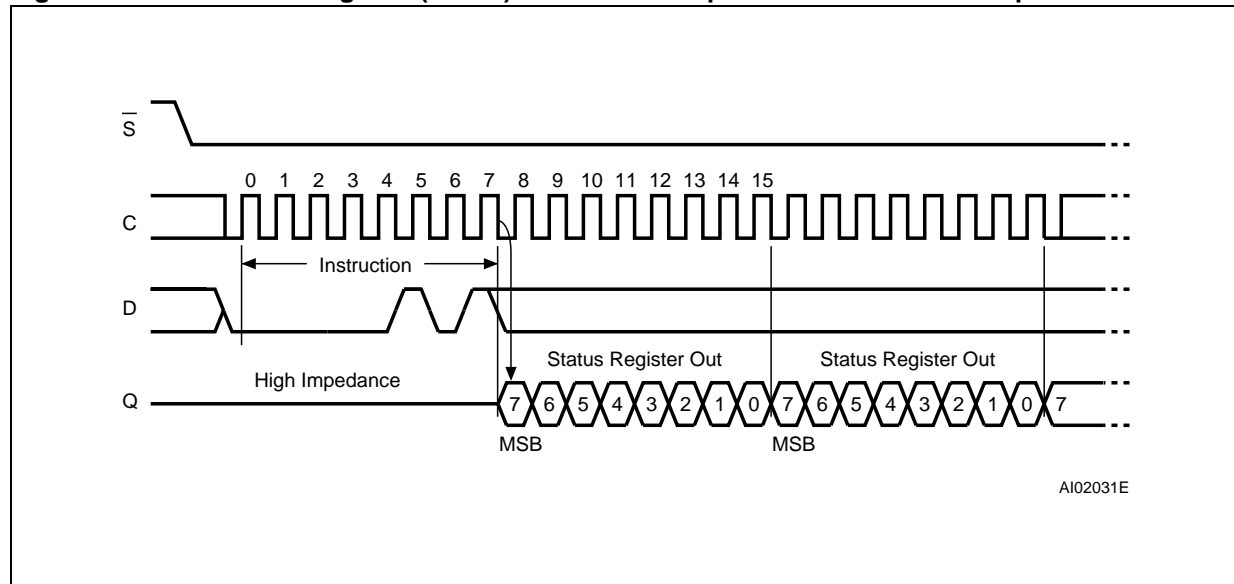 S
0 1 2 3 4 5 6 7 8 9 10 11 12 13 14 15
C
Instruction
D
Status Register Out Status Register Out
High Impedance
Q
7 6 5 4 3 2 1 0 7 6 5 4 3 2 1 0 7
MSB MSB
AI02031E